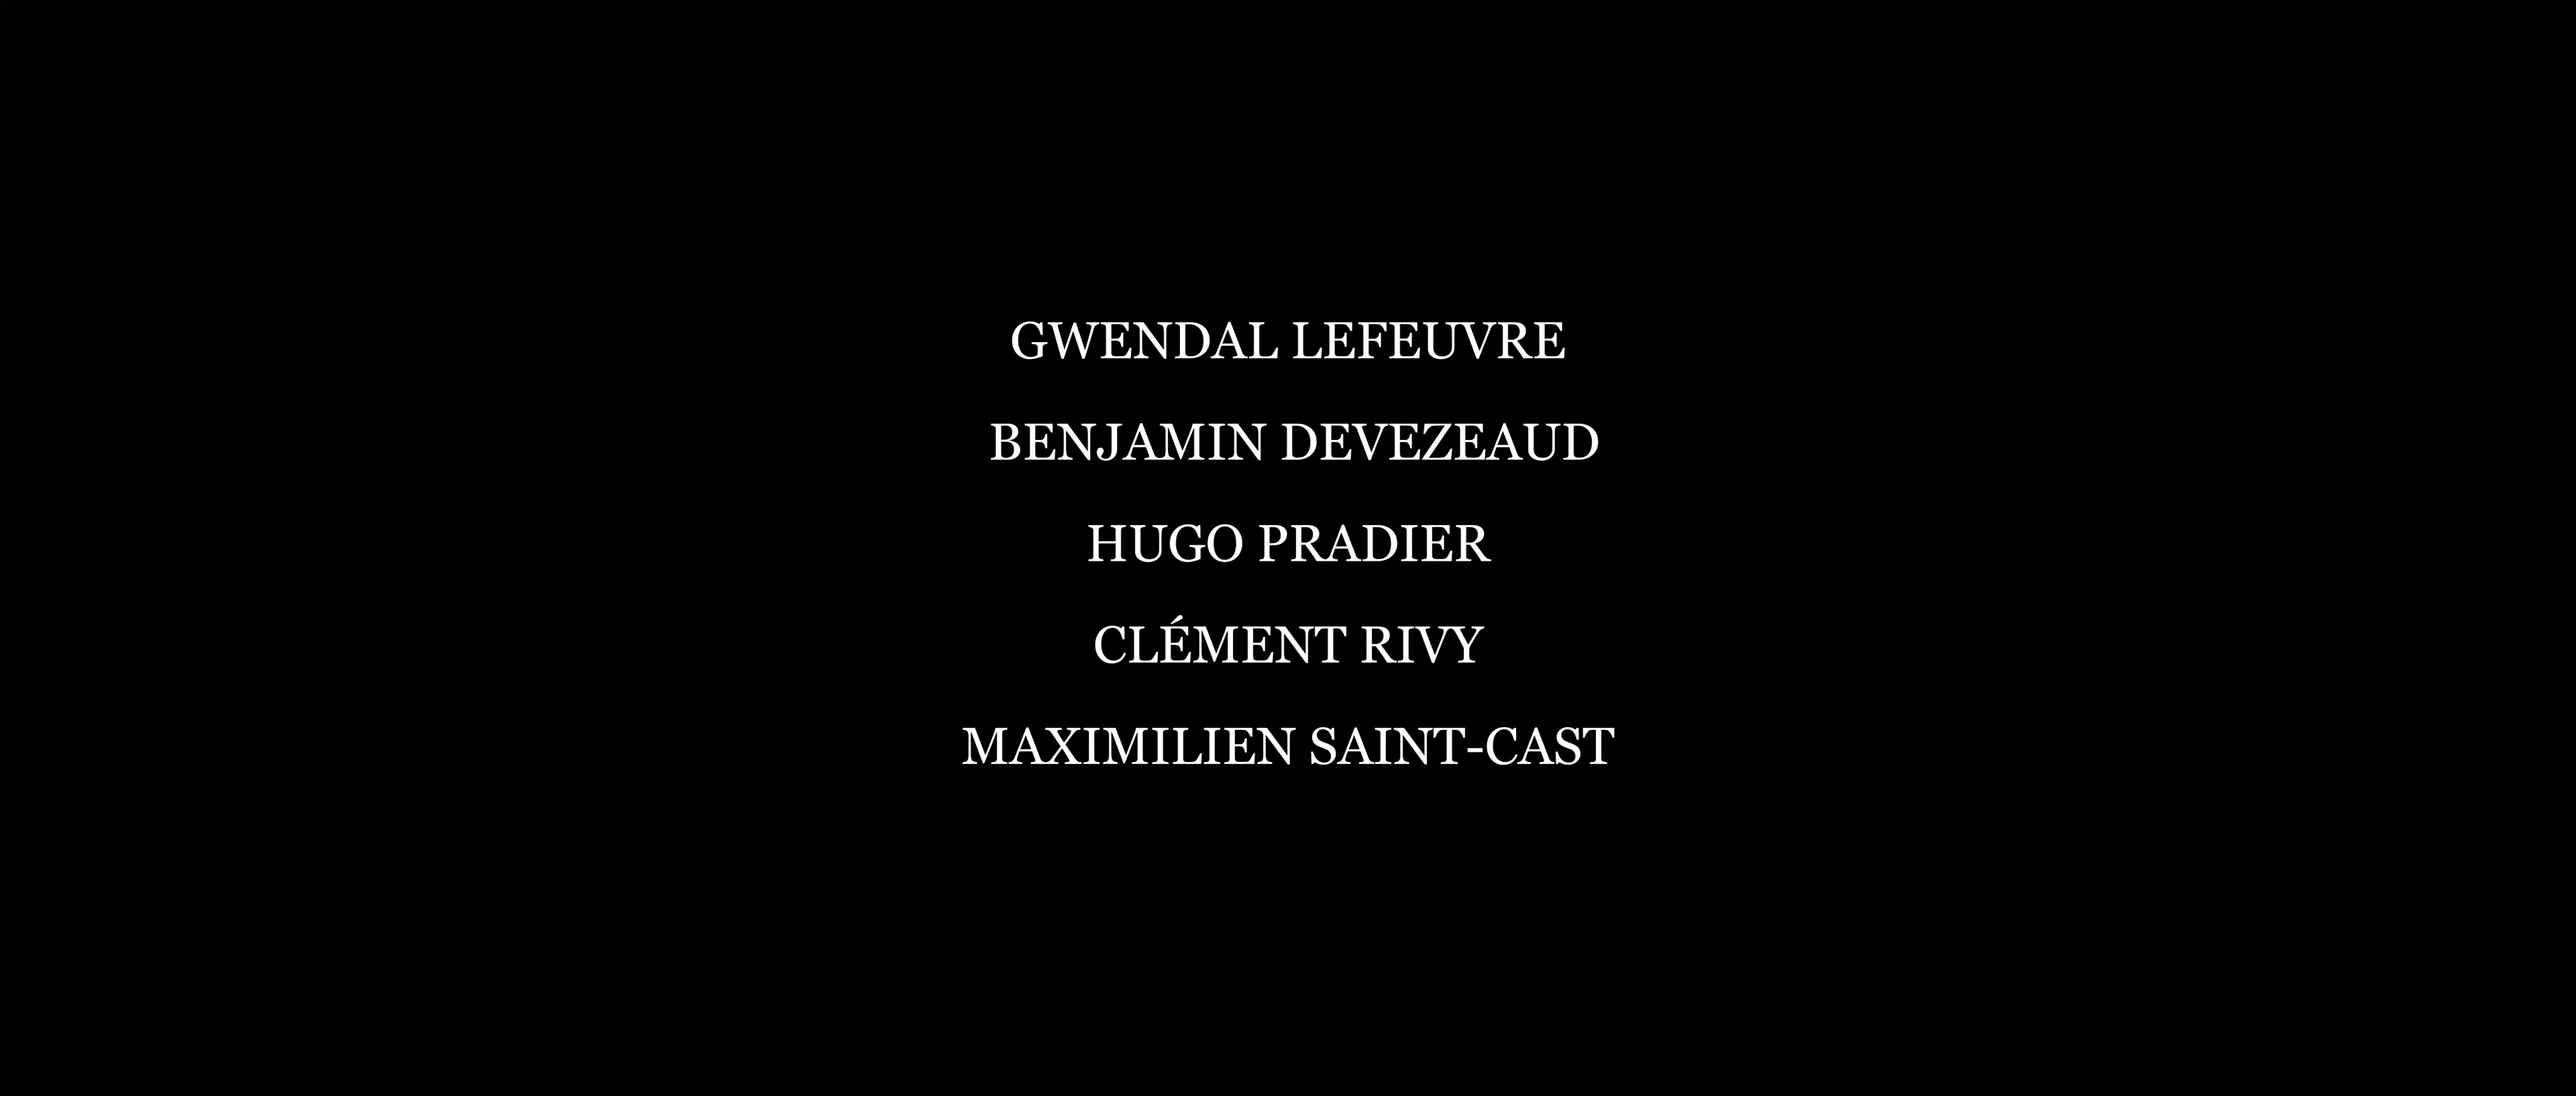 GWENDAL LEFEUVRE
BENJAMIN DEVEZEAUD
HUGO PRADIER
CLÉMENT RIVY
MAXIMILIEN SAINT-CAST